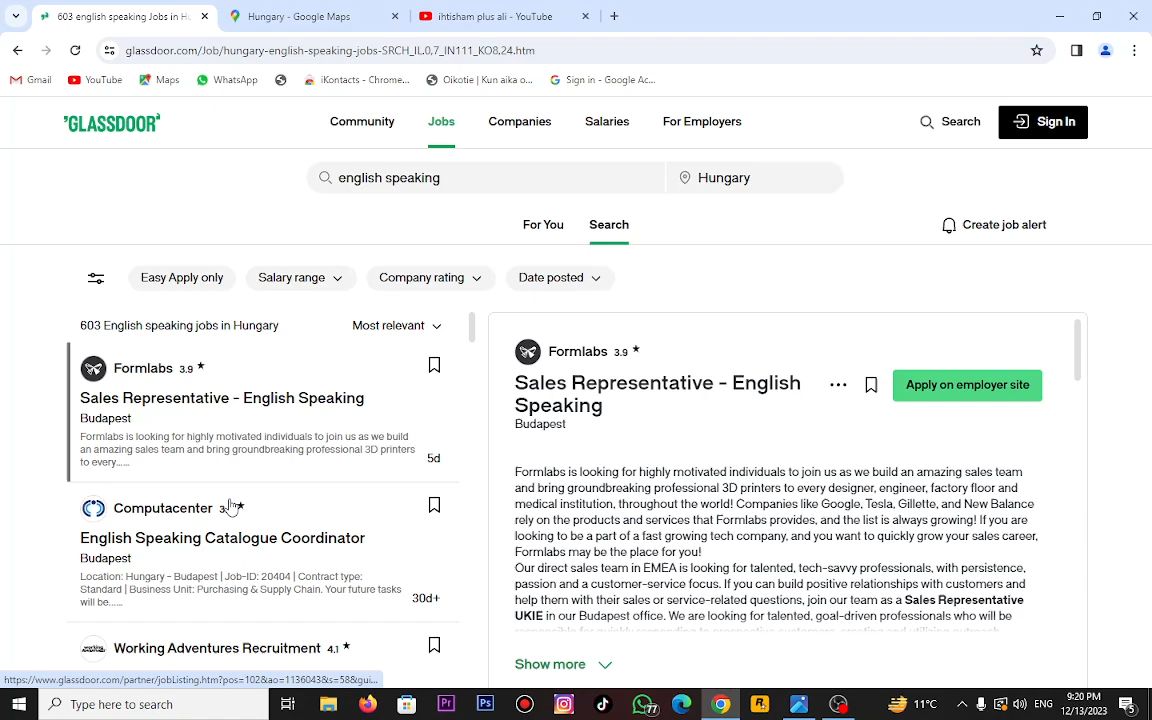 603 english speaking jobs in H
Hungary - Google Maps
ihtisham plus ali - YouTube
glassdoor.com/Job/hungary-english-speaking-jobs-SRCH_IL.0,7_IN111_KO8,24.htm
Gmail
YouTube
Maps
WhatsApp
iKontacts - Chrome...
Oikotie | Kun aika o...
Sign in - Google Ac...
'GLASSDOOR'
Community
Jobs
Companies
Salaries
For Employers
Search
Sign In
english speaking
Hungary
For You
Search
Create job alert
Easy Apply only
Salary range
Company rating
Date posted
603 English speaking jobs in Hungary
Most relevant
Formlabs 3.9 ★
Sales Representative - English Speaking
Budapest
Formlabs is looking for highly motivated individuals to join us as we build
an amazing sales team and bring groundbreaking professional 3D printers
to every......
5d
Computacenter
English Speaking Catalogue Coordinator
Budapest
Location: Hungary - Budapest | Job-ID: 20404 | Contract type:
Standard | Business Unit: Purchasing & Supply Chain. Your future tasks
will be......
30d+
Working Adventures Recruitment 4.1 ★
Formlabs 3.9 ★
Sales Representative - English
Speaking
Budapest
Apply on employer site
Formlabs is looking for highly motivated individuals to join us as we build an amazing sales team
and bring groundbreaking professional 3D printers to every designer, engineer, factory floor and
medical institution, throughout the world! Companies like Google, Tesla, Gillette, and New Balance
rely on the products and services that Formlabs provides, and the list is always growing! If you are
looking to be a part of a fast growing tech company, and you want to quickly grow your sales career,
Formlabs may be the place for you!
Our direct sales team in EMEA is looking for talented, tech-savvy professionals, with persistence,
passion and a customer-service focus. If you can build positive relationships with customers and
help them with their sales or service-related questions, join our team as a Sales Representative
UKIE in our Budapest office. We are looking for talented, goal-driven professionals who will be
Show more
https://www.glassdoor.com/partner/jobListing.htm?pos=102&ao=1136043&s=58&gui...
Type here to search
77
11°C
ENG
9:20 PM
12/13/2023
5